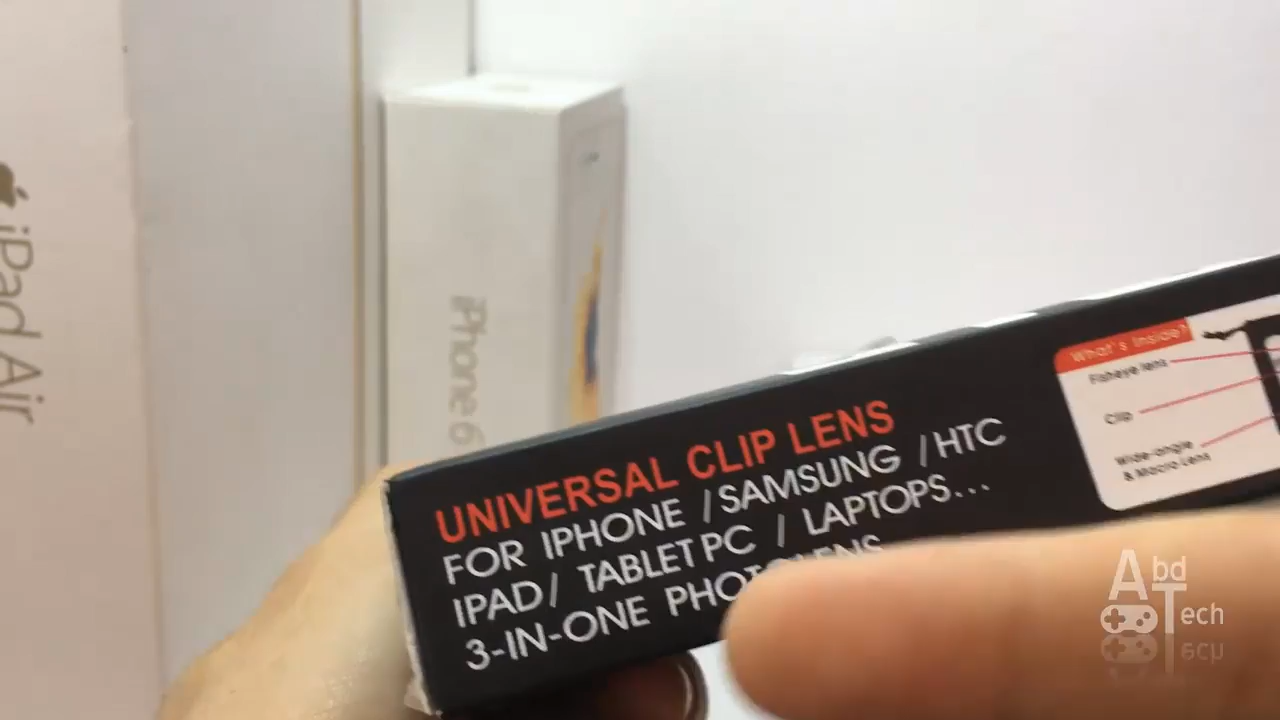 iPad Air
iPhone 6
UNIVERSAL CLIP LENS
FOR IPHONE /SAMSUNG /HTC
IPAD/ TABLET PC / LAPTOPS...
3-IN-ONE PHOTO LENS
What's Inside?
Fisheye lens
Clip
Wide-angle
& Macro Lens
Abd
Tech